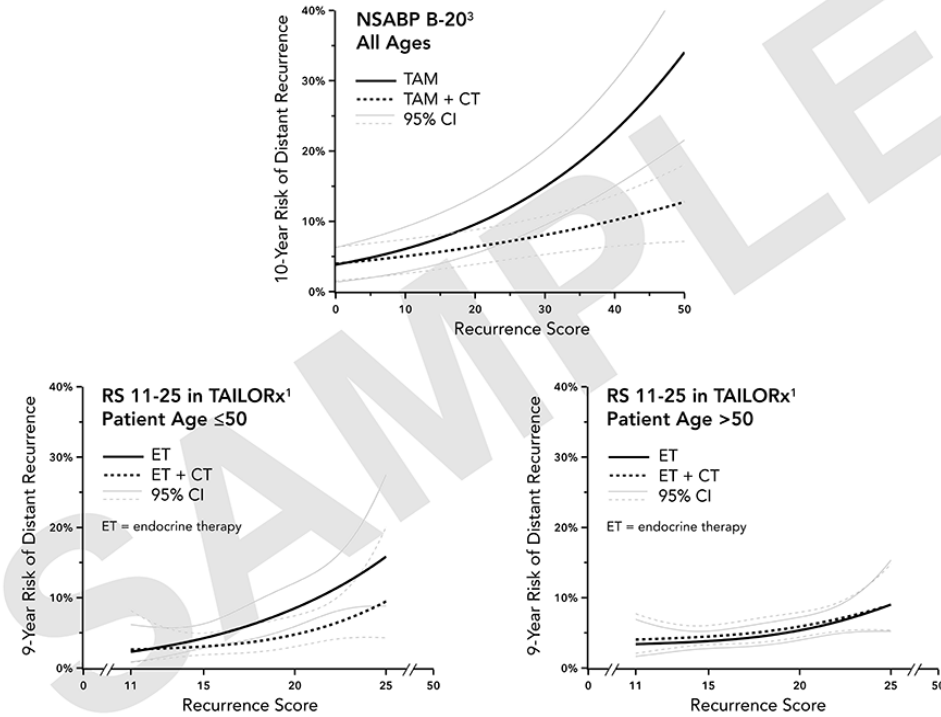 NSABP B-20³
All Ages
TAM
TAM + CT
95% CI
10-Year Risk of Distant Recurrence
40%
30%
20%
10%
0%
0 10 20 30 40 50
Recurrence Score
RS 11-25 in TAILORx¹
Patient Age ≤50
ET
ET + CT
95% CI
ET = endocrine therapy
9-Year Risk of Distant Recurrence
40%
30%
20%
10%
0%
0 11 15 20 25 50
Recurrence Score
RS 11-25 in TAILORx¹
Patient Age >50
ET
ET + CT
95% CI
ET = endocrine therapy
9-Year Risk of Distant Recurrence
40%
30%
20%
10%
0%
0 11 15 20 25 50
Recurrence Score
SAMPLE